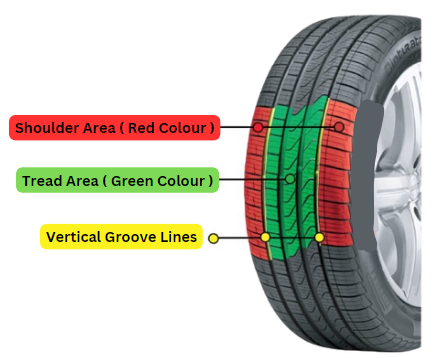 Shoulder Area ( Red Colour )
Tread Area ( Green Colour )
Vertical Groove Lines